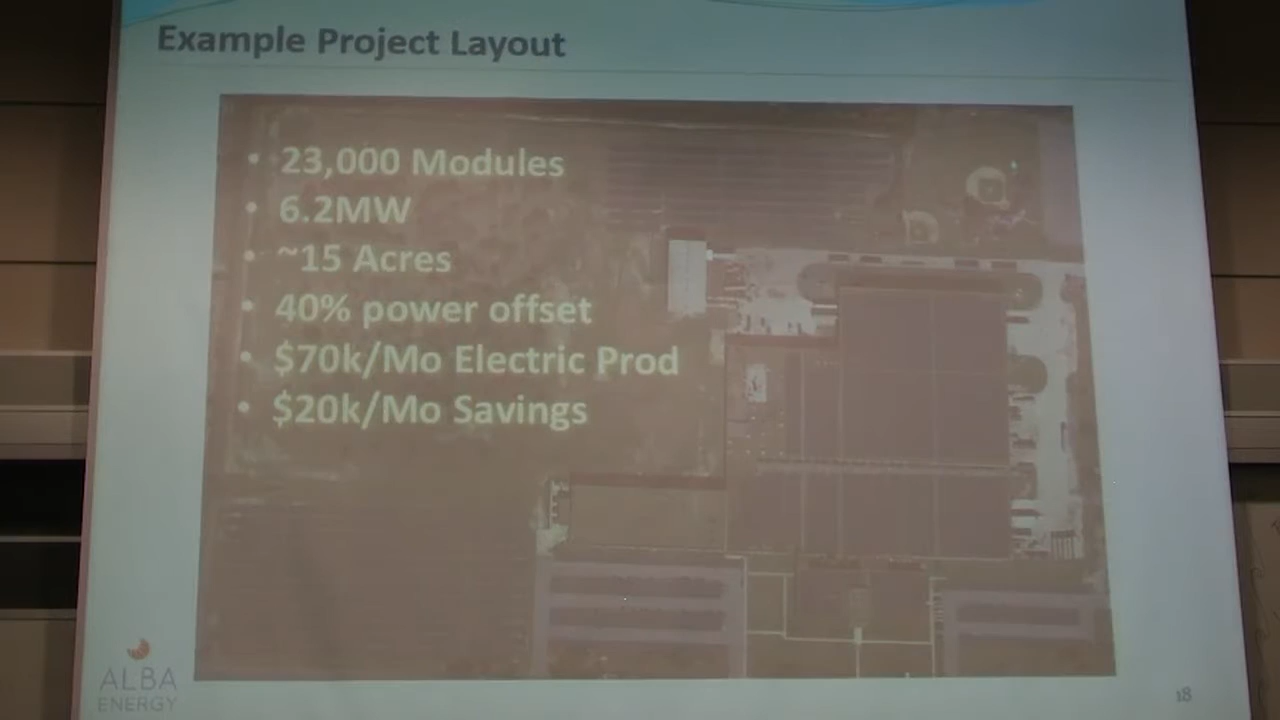 Example Project Layout
• 23,000 Modules
• 6.2MW
• ~15 Acres
• 40% power offset
• $70k/Mo Electric Prod
• $20k/Mo Savings
ALBA
ENERGY
18